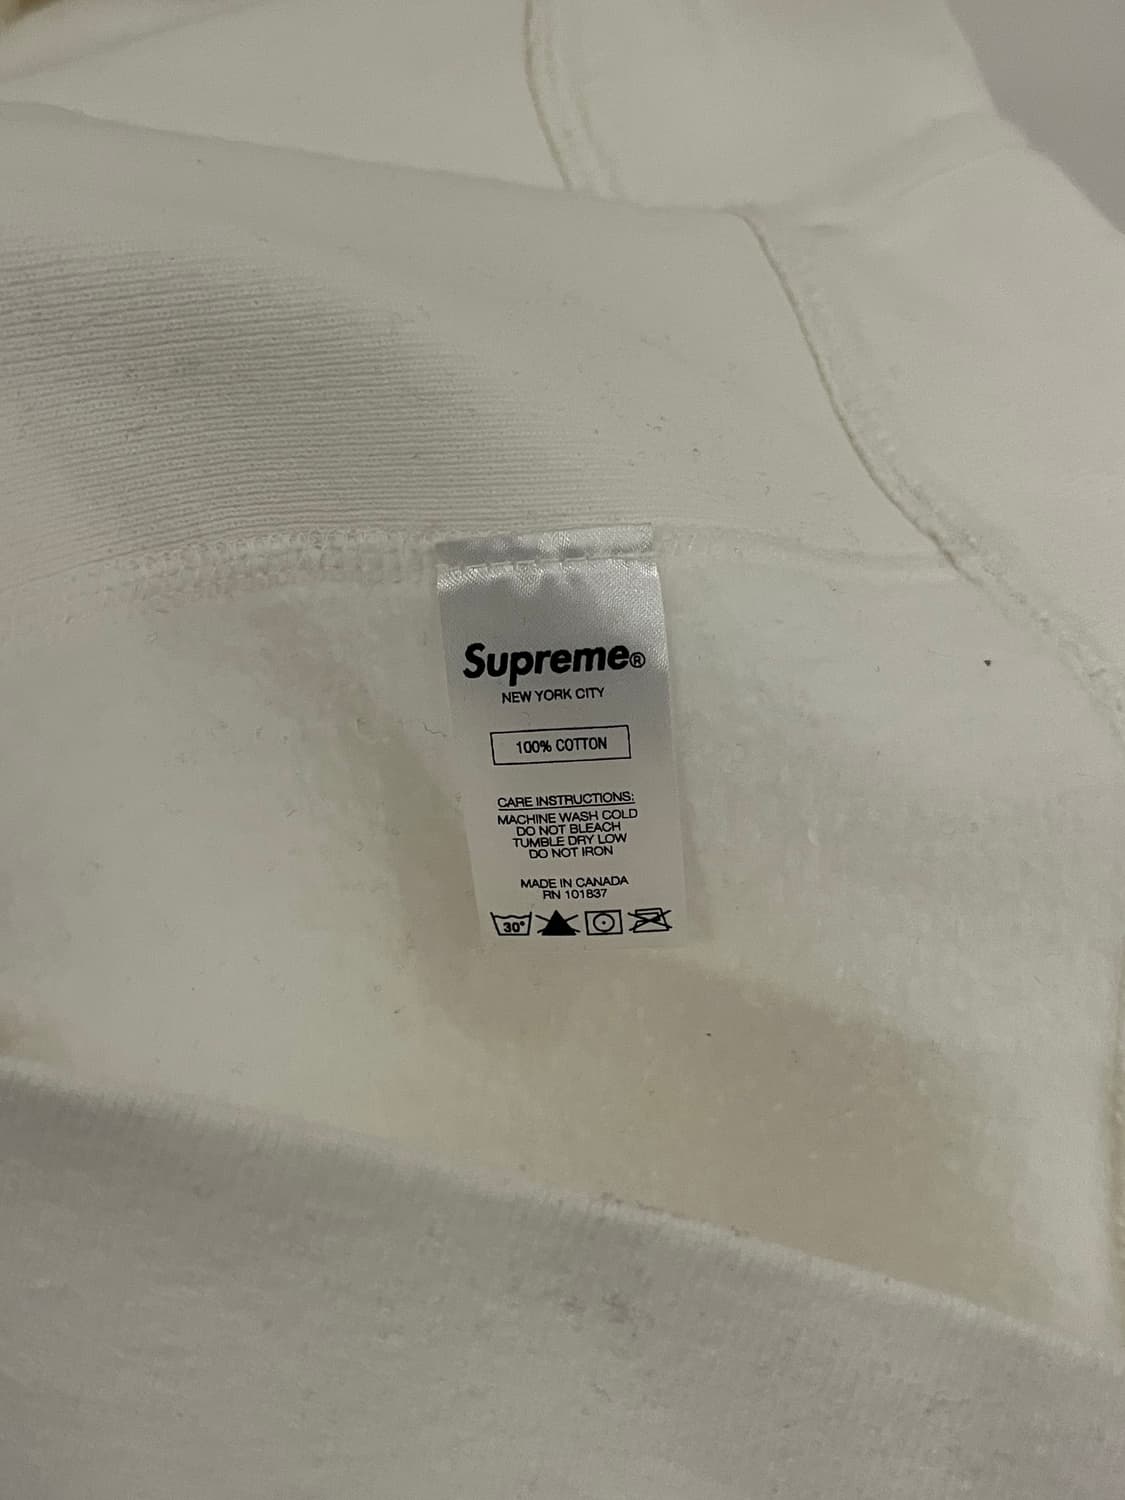 Supreme®
NEW YORK CITY
100% COTTON
CARE INSTRUCTIONS:
MACHINE WASH COLD
DO NOT BLEACH
TUMBLE DRY LOW
DO NOT IRON
MADE IN CANADA
RN 101837
30°